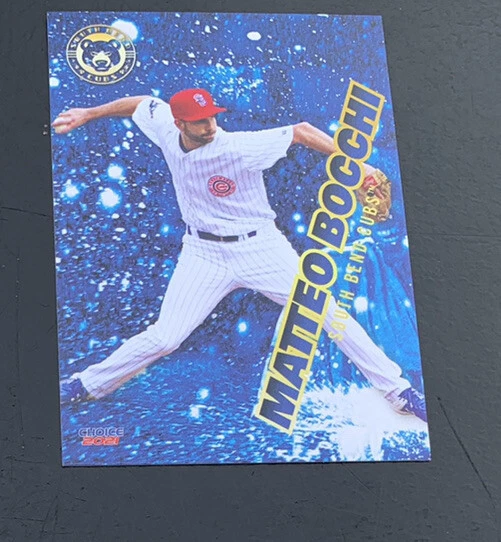 SOUTH BEND
CUBS
MATTEO BOCCHI
SOUTH BEND CUBS
CHOICE
2021